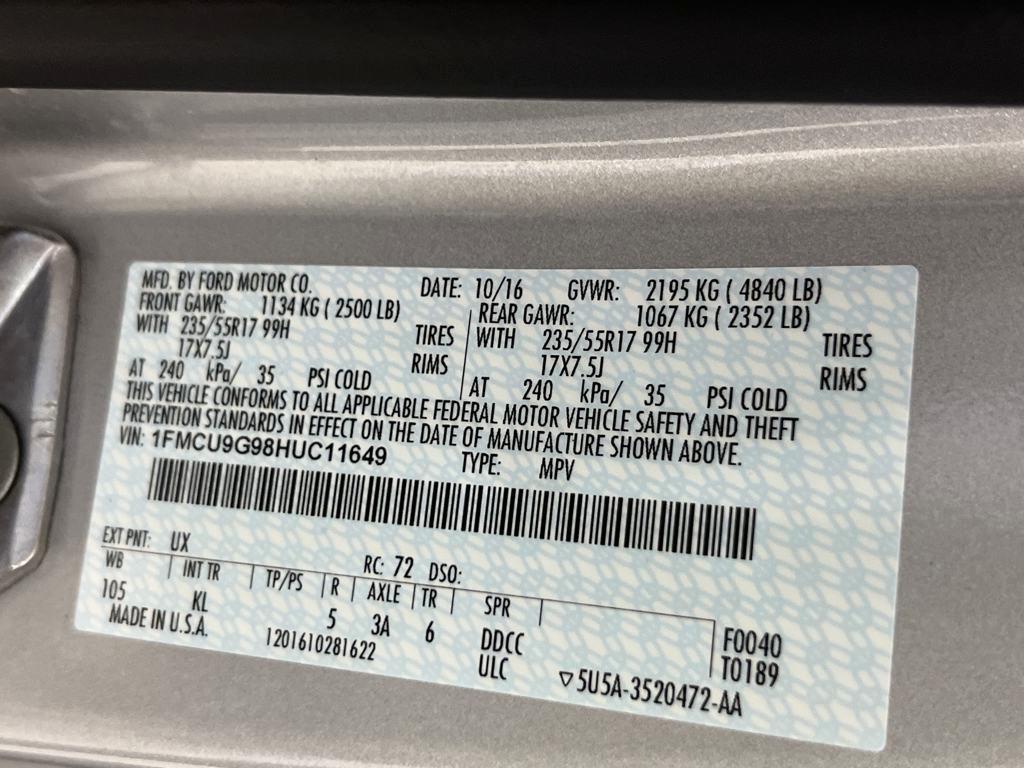 MFD. BY FORD MOTOR CO. DATE: 10/16 GVWR: 2195 KG ( 4840 LB)
FRONT GAWR: 1134 KG ( 2500 LB) REAR GAWR: 1067 KG ( 2352 LB)
WITH 235/55R17 99H TIRES WITH 235/55R17 99H TIRES
17X7.5J RIMS 17X7.5J RIMS
AT 240 kPa/ 35 PSI COLD AT 240 kPa/ 35 PSI COLD
THIS VEHICLE CONFORMS TO ALL APPLICABLE FEDERAL MOTOR VEHICLE SAFETY AND THEFT
PREVENTION STANDARDS IN EFFECT ON THE DATE OF MANUFACTURE SHOWN ABOVE.
VIN: 1FMCU9G98HUC11649 TYPE: MPV
EXT PNT: UX RC: 72 DSO:
WB INT TR TP/PS R AXLE TR SPR
105 KL 5 3A 6 DDCC F0040
MADE IN U.S.A. 1201610281622 ULC T0189
▽5U5A-3520472-AA